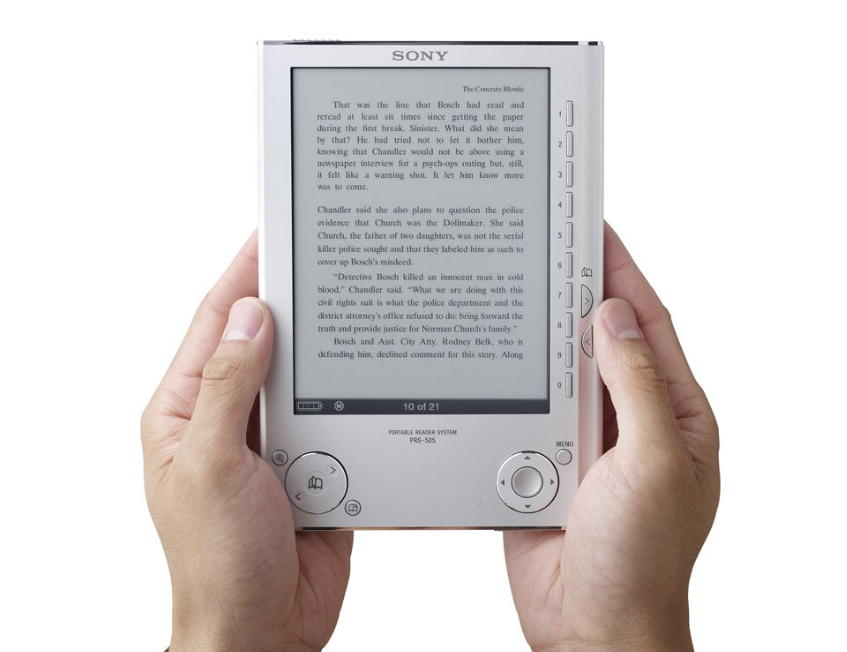 SONY
The Concrete Blonde
That was the line that Bosch had read and
reread at least six times since getting the paper
during the first break. Sinister. What did she mean
by that? He had tried not to let it bother him,
knowing that Chandler would not be above using a
newspaper interview for a psych-ops outing but, still,
it felt like a warning shot. It let him know more
was to come.
Chandler said she also plans to question the police
evidence that Church was the Dollmaker. She said
Church, the father of two daughters, was not the serial
killer police sought and that they labeled him as such to
cover up Bosch's misdeed.
“Detective Bosch killed an innocent man in cold
blood,” Chandler said. “What we are doing with this
civil rights suit is what the police department and the
district attorney's office refused to do: bring forward the
truth and provide justice for Norman Church's family.”
Bosch and Asst. City Atty. Rodney Belk, who is
defending him, declined comment for this story. Along
M
10 of 21
1
2
3
4
5
6
7
8
9
0
PORTABLE READER SYSTEM
PRS-505
MENU